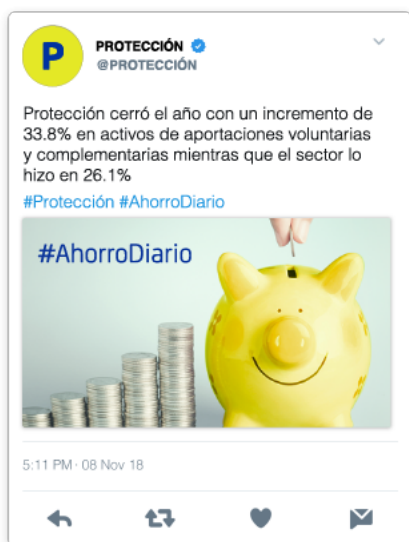 P
PROTECCIÓN
@PROTECCIÓN
Protección cerró el año con un incremento de
33.8% en activos de aportaciones voluntarias
y complementarias mientras que el sector lo
hizo en 26.1%
#Protección #AhorroDiario
#AhorroDiario
5:11 PM · 08 Nov 18